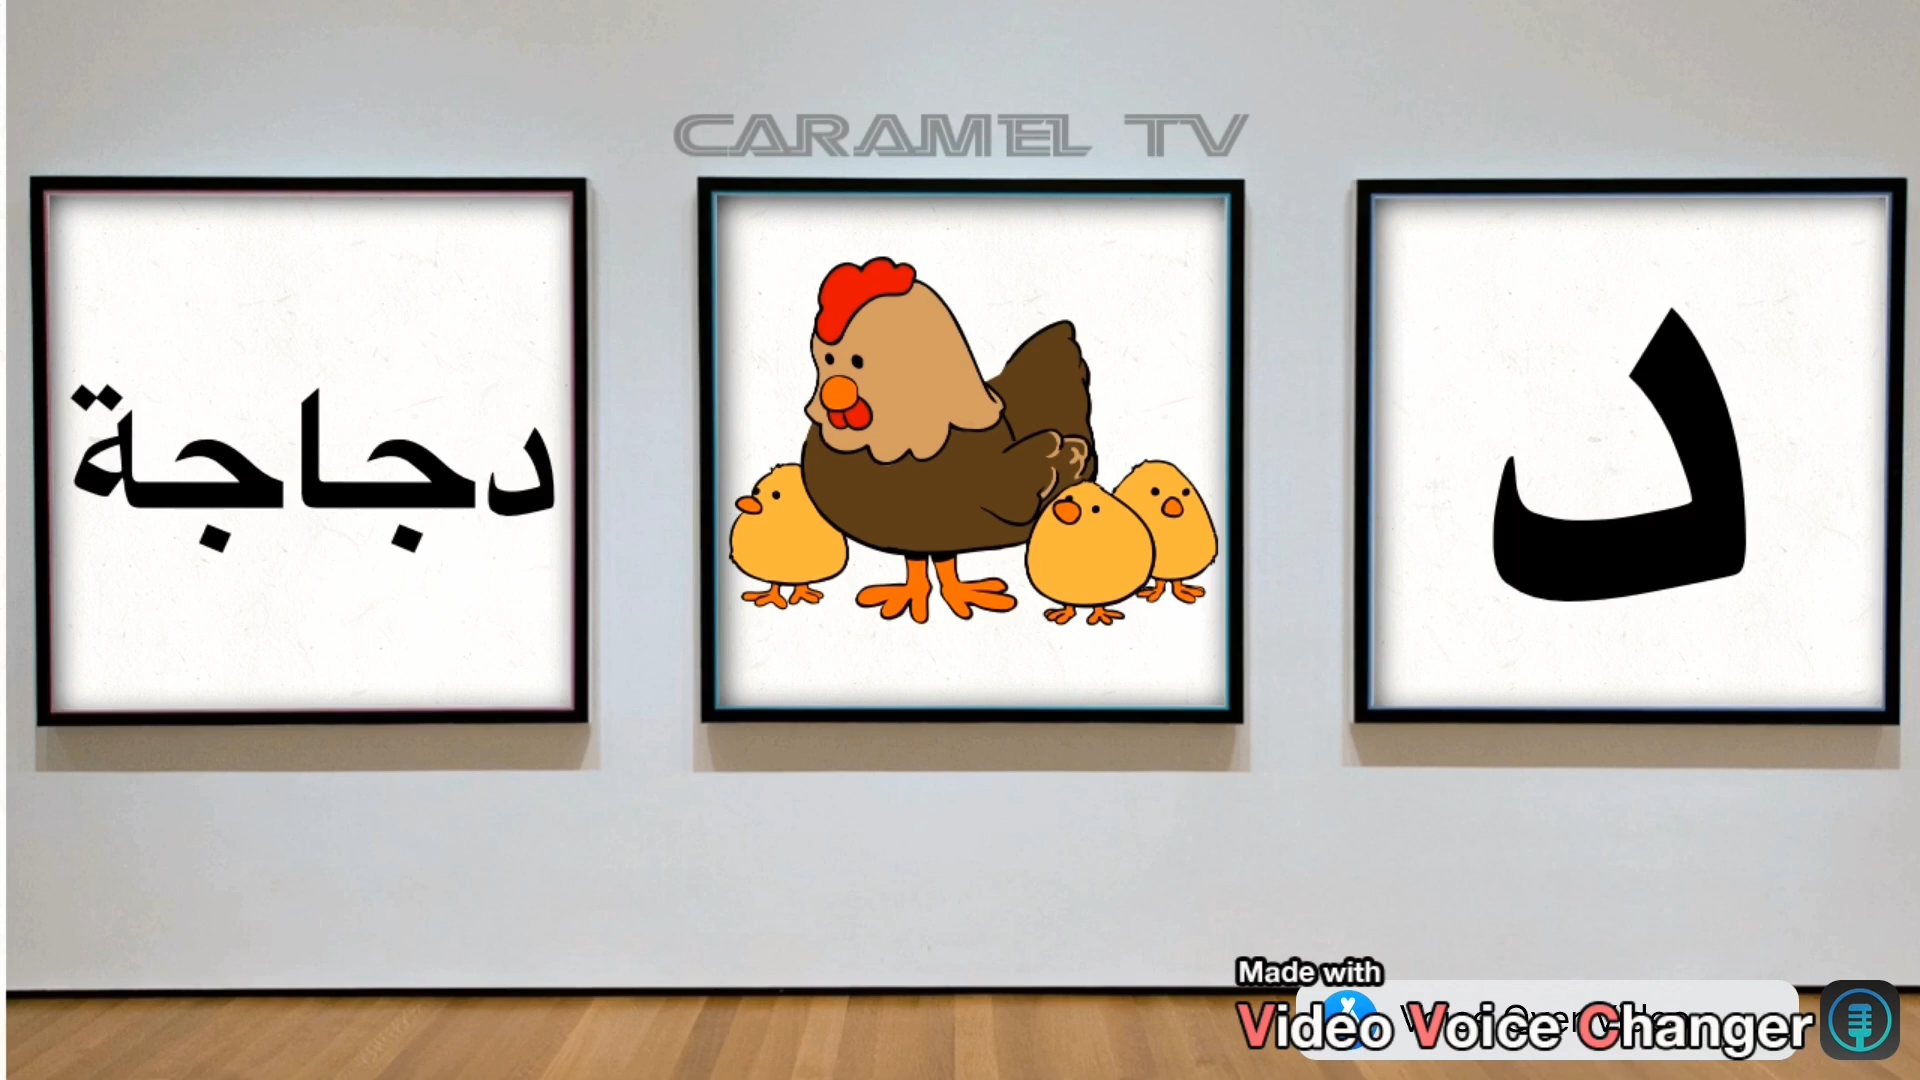 CARAMEL TV
د
دجاجة
Made with
Video Voice Changer